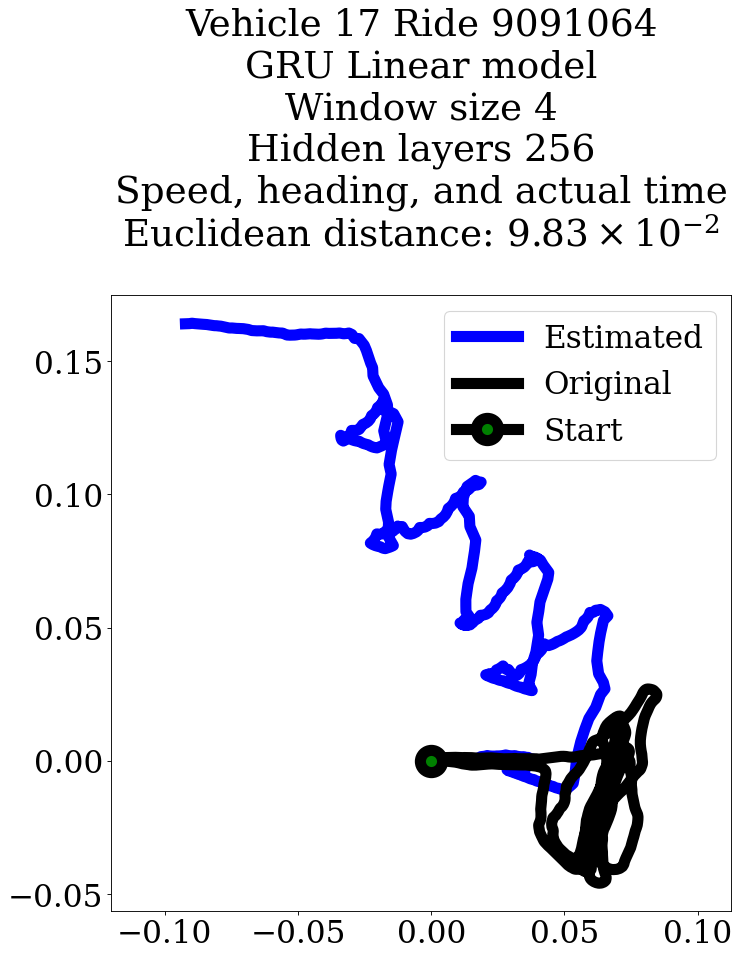 Vehicle 17 Ride 9091064
GRU Linear model
Window size 4
Hidden layers 256
Speed, heading, and actual time
Euclidean distance: 9.83 × 10⁻²
Estimated
Original
Start
0.15
0.10
0.05
0.00
−0.05
−0.10 −0.05 0.00 0.05 0.10